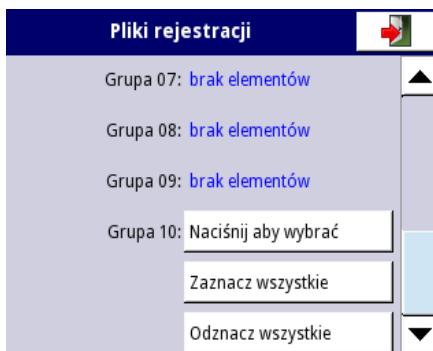 Pliki rejestracji
Grupa 07: brak elementów
Grupa 08: brak elementów
Grupa 09: brak elementów
Grupa 10: Naciśnij aby wybrać
Zaznacz wszystkie
Odznacz wszystkie